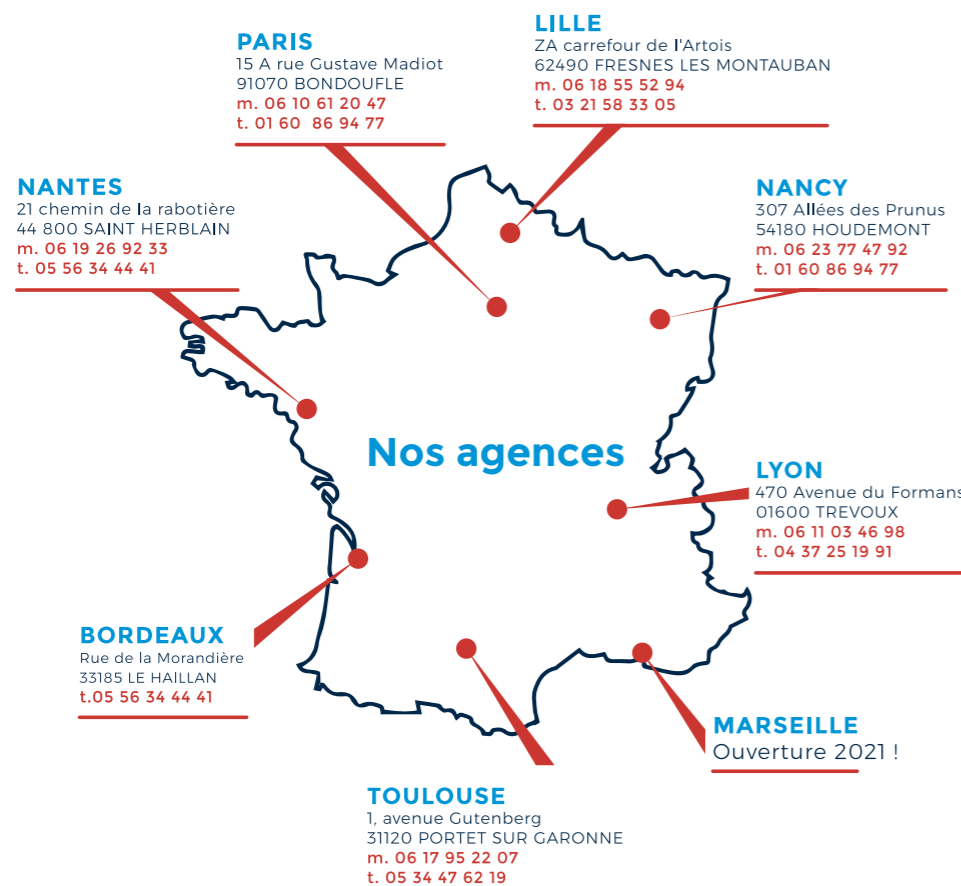 LILLE
ZA carrefour de l'Artois
62490 FRESNES LES MONTAUBAN
m. 06 18 55 52 94
t. 03 21 58 33 05
PARIS
15 A rue Gustave Madiot
91070 BONDOUFLE
m. 06 10 61 20 47
t. 01 60 86 94 77
NANTES
21 chemin de la rabotière
44 800 SAINT HERBLAIN
m. 06 19 26 92 33
t. 05 56 34 44 41
NANCY
307 Allées des Prunus
54180 HOUDEMONT
m. 06 23 77 47 92
t. 01 60 86 94 77
Nos agences
LYON
470 Avenue du Formans
01600 TREVOUX
m. 06 11 03 46 98
t. 04 37 25 19 91
BORDEAUX
Rue de la Morandière
33185 LE HAILLAN
t.05 56 34 44 41
MARSEILLE
Ouverture 2021 !
TOULOUSE
1, avenue Gutenberg
31120 PORTET SUR GARONNE
m. 06 17 95 22 07
t. 05 34 47 62 19